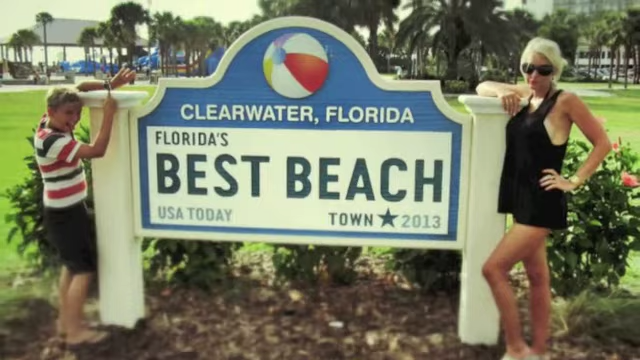 CLEARWATER, FLORIDA
FLORIDA'S
BEST BEACH
USA TODAY TOWN ★ 2013